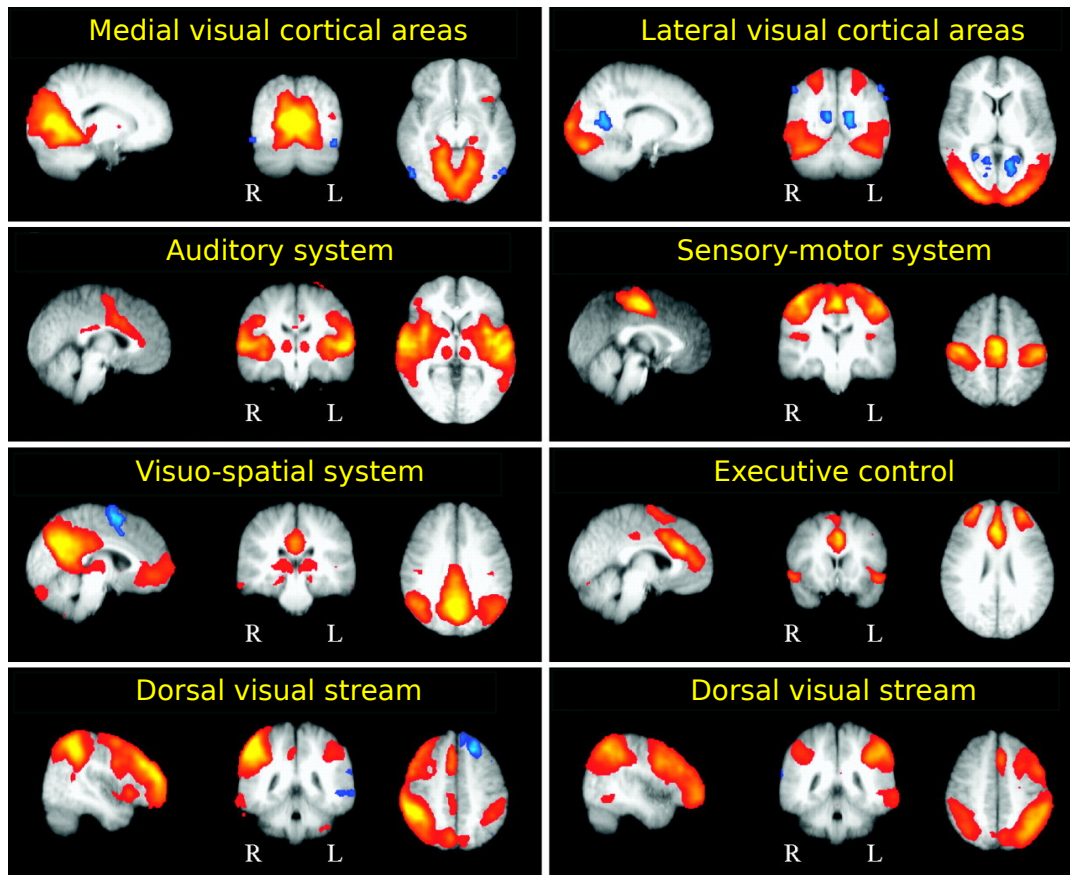 Medial visual cortical areas
Lateral visual cortical areas
R L
R L
Auditory system
Sensory-motor system
R L
R L
Visuo-spatial system
Executive control
R L
R L
Dorsal visual stream
Dorsal visual stream
R L
R L